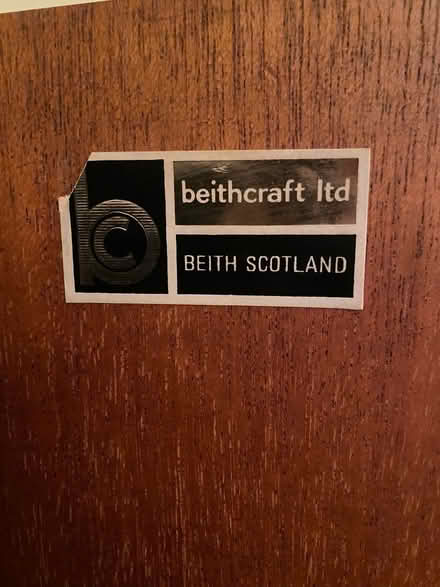 bc
beithcraft ltd
BEITH SCOTLAND